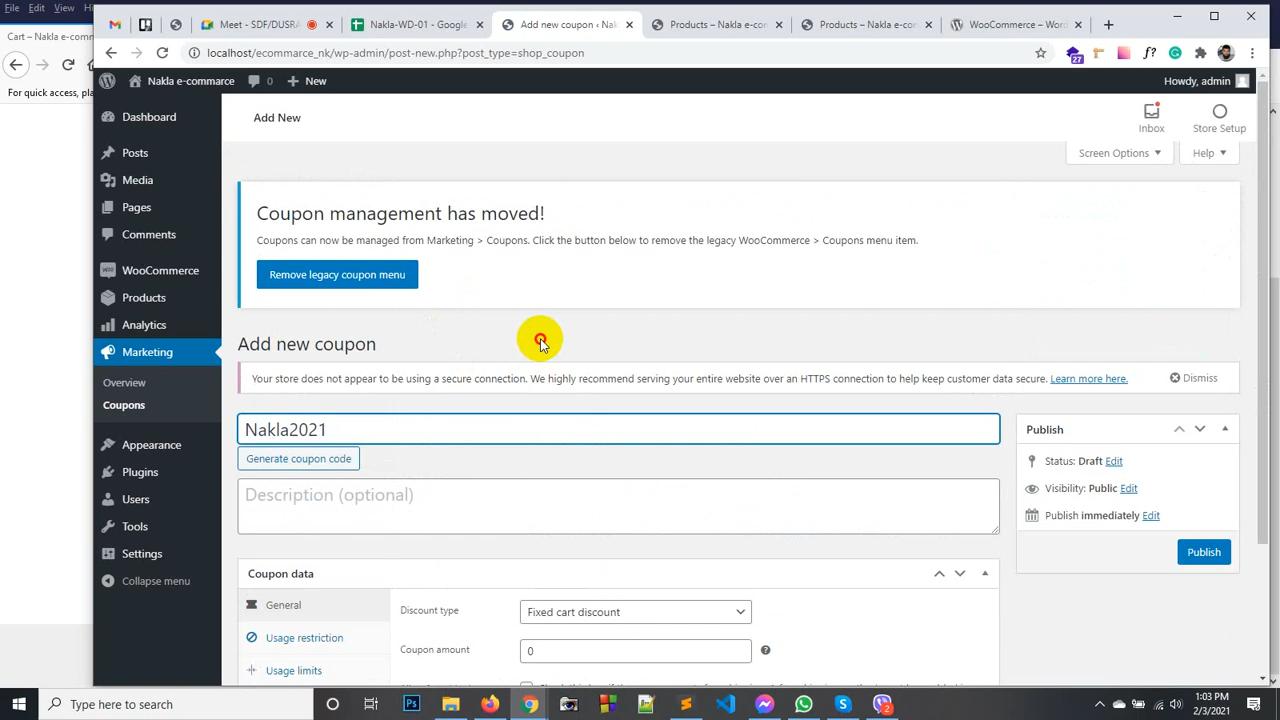 File Edit View
Cart – Nakla e-comm
For quick access, pla
Meet - SDF/DUSRA
Nakla-WD-01 - Google
Add new coupon ‹ Nak
Products – Nakla e-com
Products – Nakla e-com
WooCommerce – Word
localhost/ecommarce_nk/wp-admin/post-new.php?post_type=shop_coupon
27
f?
Nakla e-commerce
0
New
Howdy, admin
Dashboard
Posts
Media
Pages
Comments
WooCommerce
Products
Analytics
Marketing
Overview
Coupons
Appearance
Plugins
Users
Tools
Settings
Collapse menu
Add New
Inbox
Store Setup
Screen Options
Help
Coupon management has moved!
Coupons can now be managed from Marketing > Coupons. Click the button below to remove the legacy WooCommerce > Coupons menu item.
Remove legacy coupon menu
Add new coupon
Your store does not appear to be using a secure connection. We highly recommend serving your entire website over an HTTPS connection to help keep customer data secure. Learn more here.
Dismiss
Nakla2021
Generate coupon code
Description (optional)
Publish
Status: Draft Edit
Visibility: Public Edit
Publish immediately Edit
Publish
Coupon data
General
Usage restriction
Usage limits
Discount type
Fixed cart discount
Coupon amount
0
Type here to search
Ps
2
1:03 PM
2/3/2021